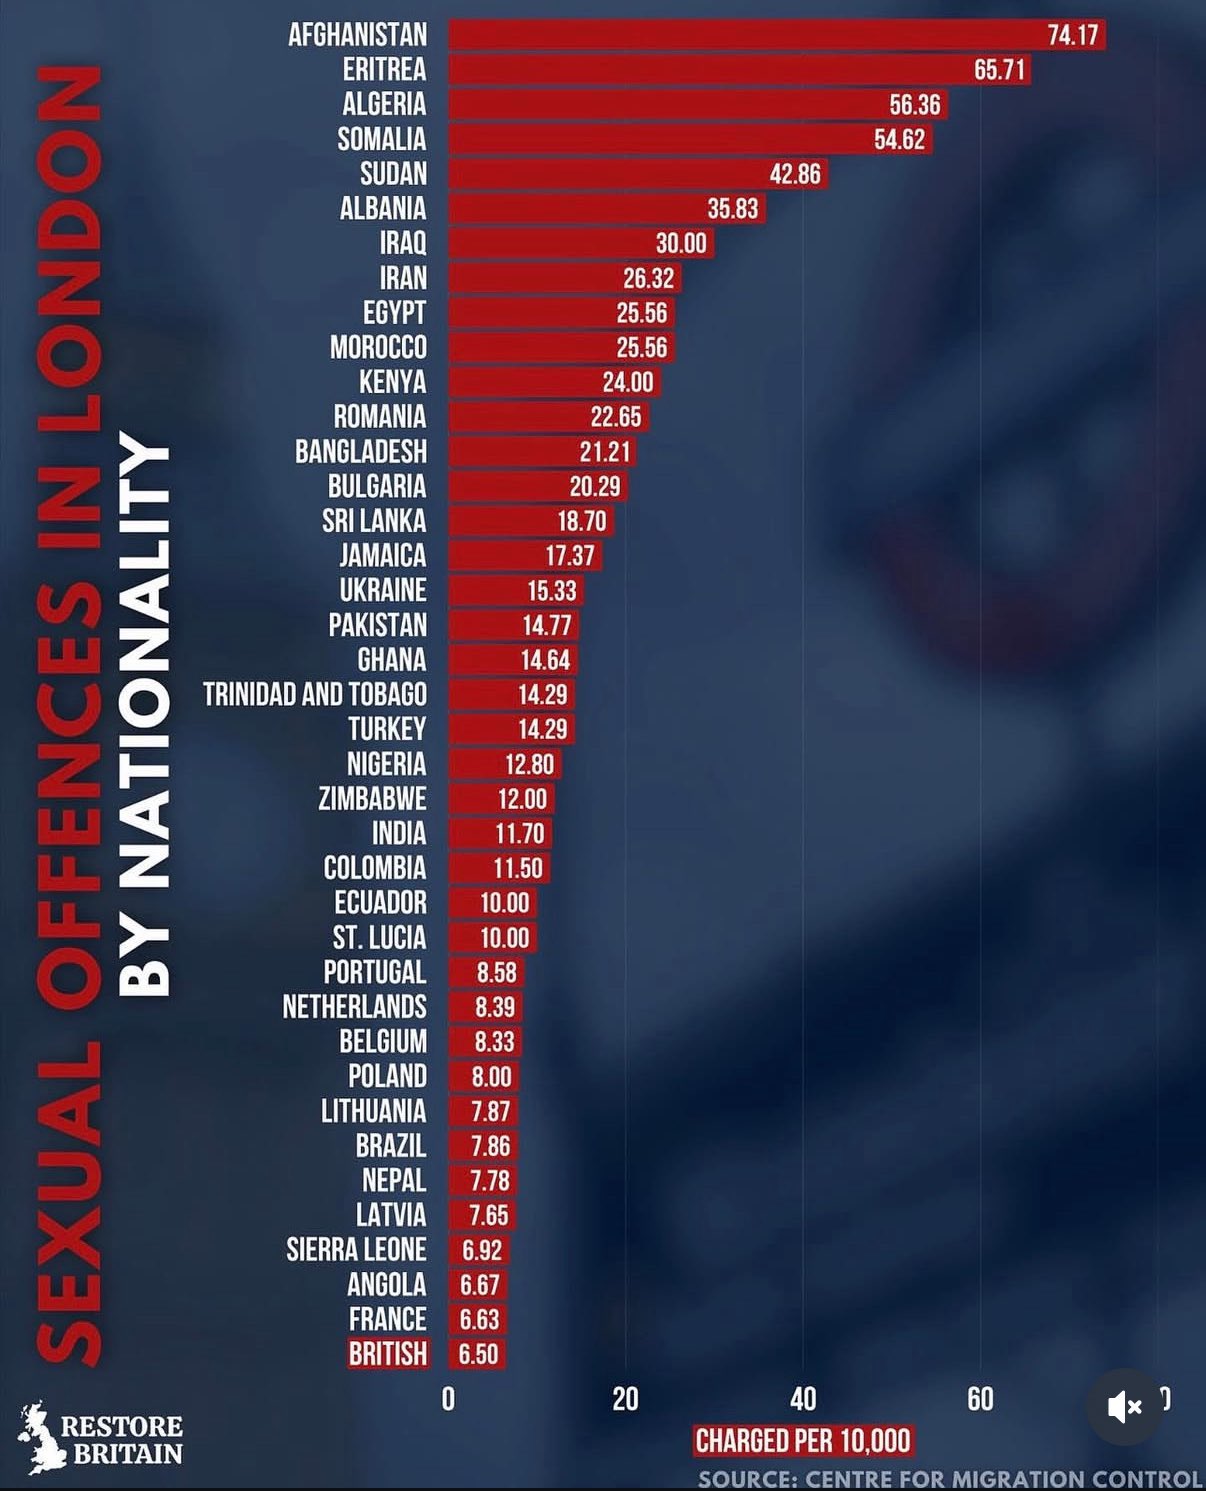 SEXUAL OFFENCES IN LONDON
BY NATIONALITY
AFGHANISTAN 74.17
ERITREA 65.71
ALGERIA 56.36
SOMALIA 54.62
SUDAN 42.86
ALBANIA 35.83
IRAQ 30.00
IRAN 26.32
EGYPT 25.56
MOROCCO 25.56
KENYA 24.00
ROMANIA 22.65
BANGLADESH 21.21
BULGARIA 20.29
SRI LANKA 18.70
JAMAICA 17.37
UKRAINE 15.33
PAKISTAN 14.77
GHANA 14.64
TRINIDAD AND TOBAGO 14.29
TURKEY 14.29
NIGERIA 12.80
ZIMBABWE 12.00
INDIA 11.70
COLOMBIA 11.50
ECUADOR 10.00
ST. LUCIA 10.00
PORTUGAL 8.58
NETHERLANDS 8.39
BELGIUM 8.33
POLAND 8.00
LITHUANIA 7.87
BRAZIL 7.86
NEPAL 7.78
LATVIA 7.65
SIERRA LEONE 6.92
ANGOLA 6.67
FRANCE 6.63
BRITISH 6.50
0 20 40 60
CHARGED PER 10,000
RESTORE
BRITAIN
SOURCE: CENTRE FOR MIGRATION CONTROL